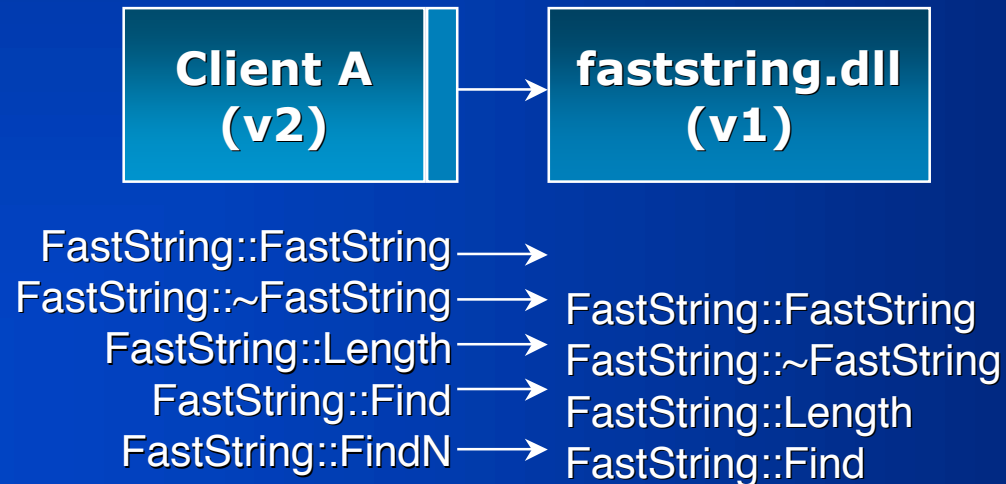 Client A
(v2)
faststring.dll
(v1)
FastString::FastString
FastString::~FastString
FastString::Length
FastString::Find
FastString::FindN
FastString::FastString
FastString::~FastString
FastString::Length
FastString::Find